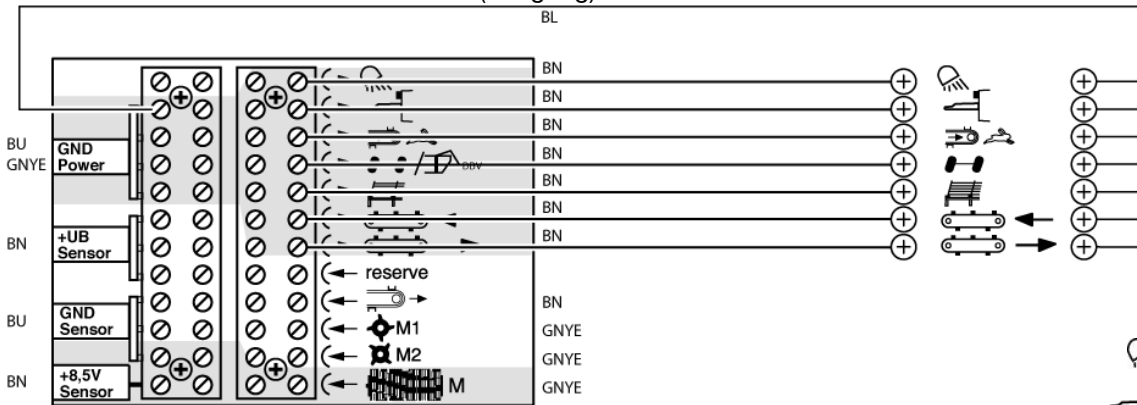 BL
BN
BN
BN
BN
BN
BN
BN
BU
GNYE
GND
Power
DBV
BN
+UB
Sensor
reserve
BU
GND
Sensor
BN
M1
GNYE
M2
GNYE
BN
+8,5V
Sensor
M
GNYE